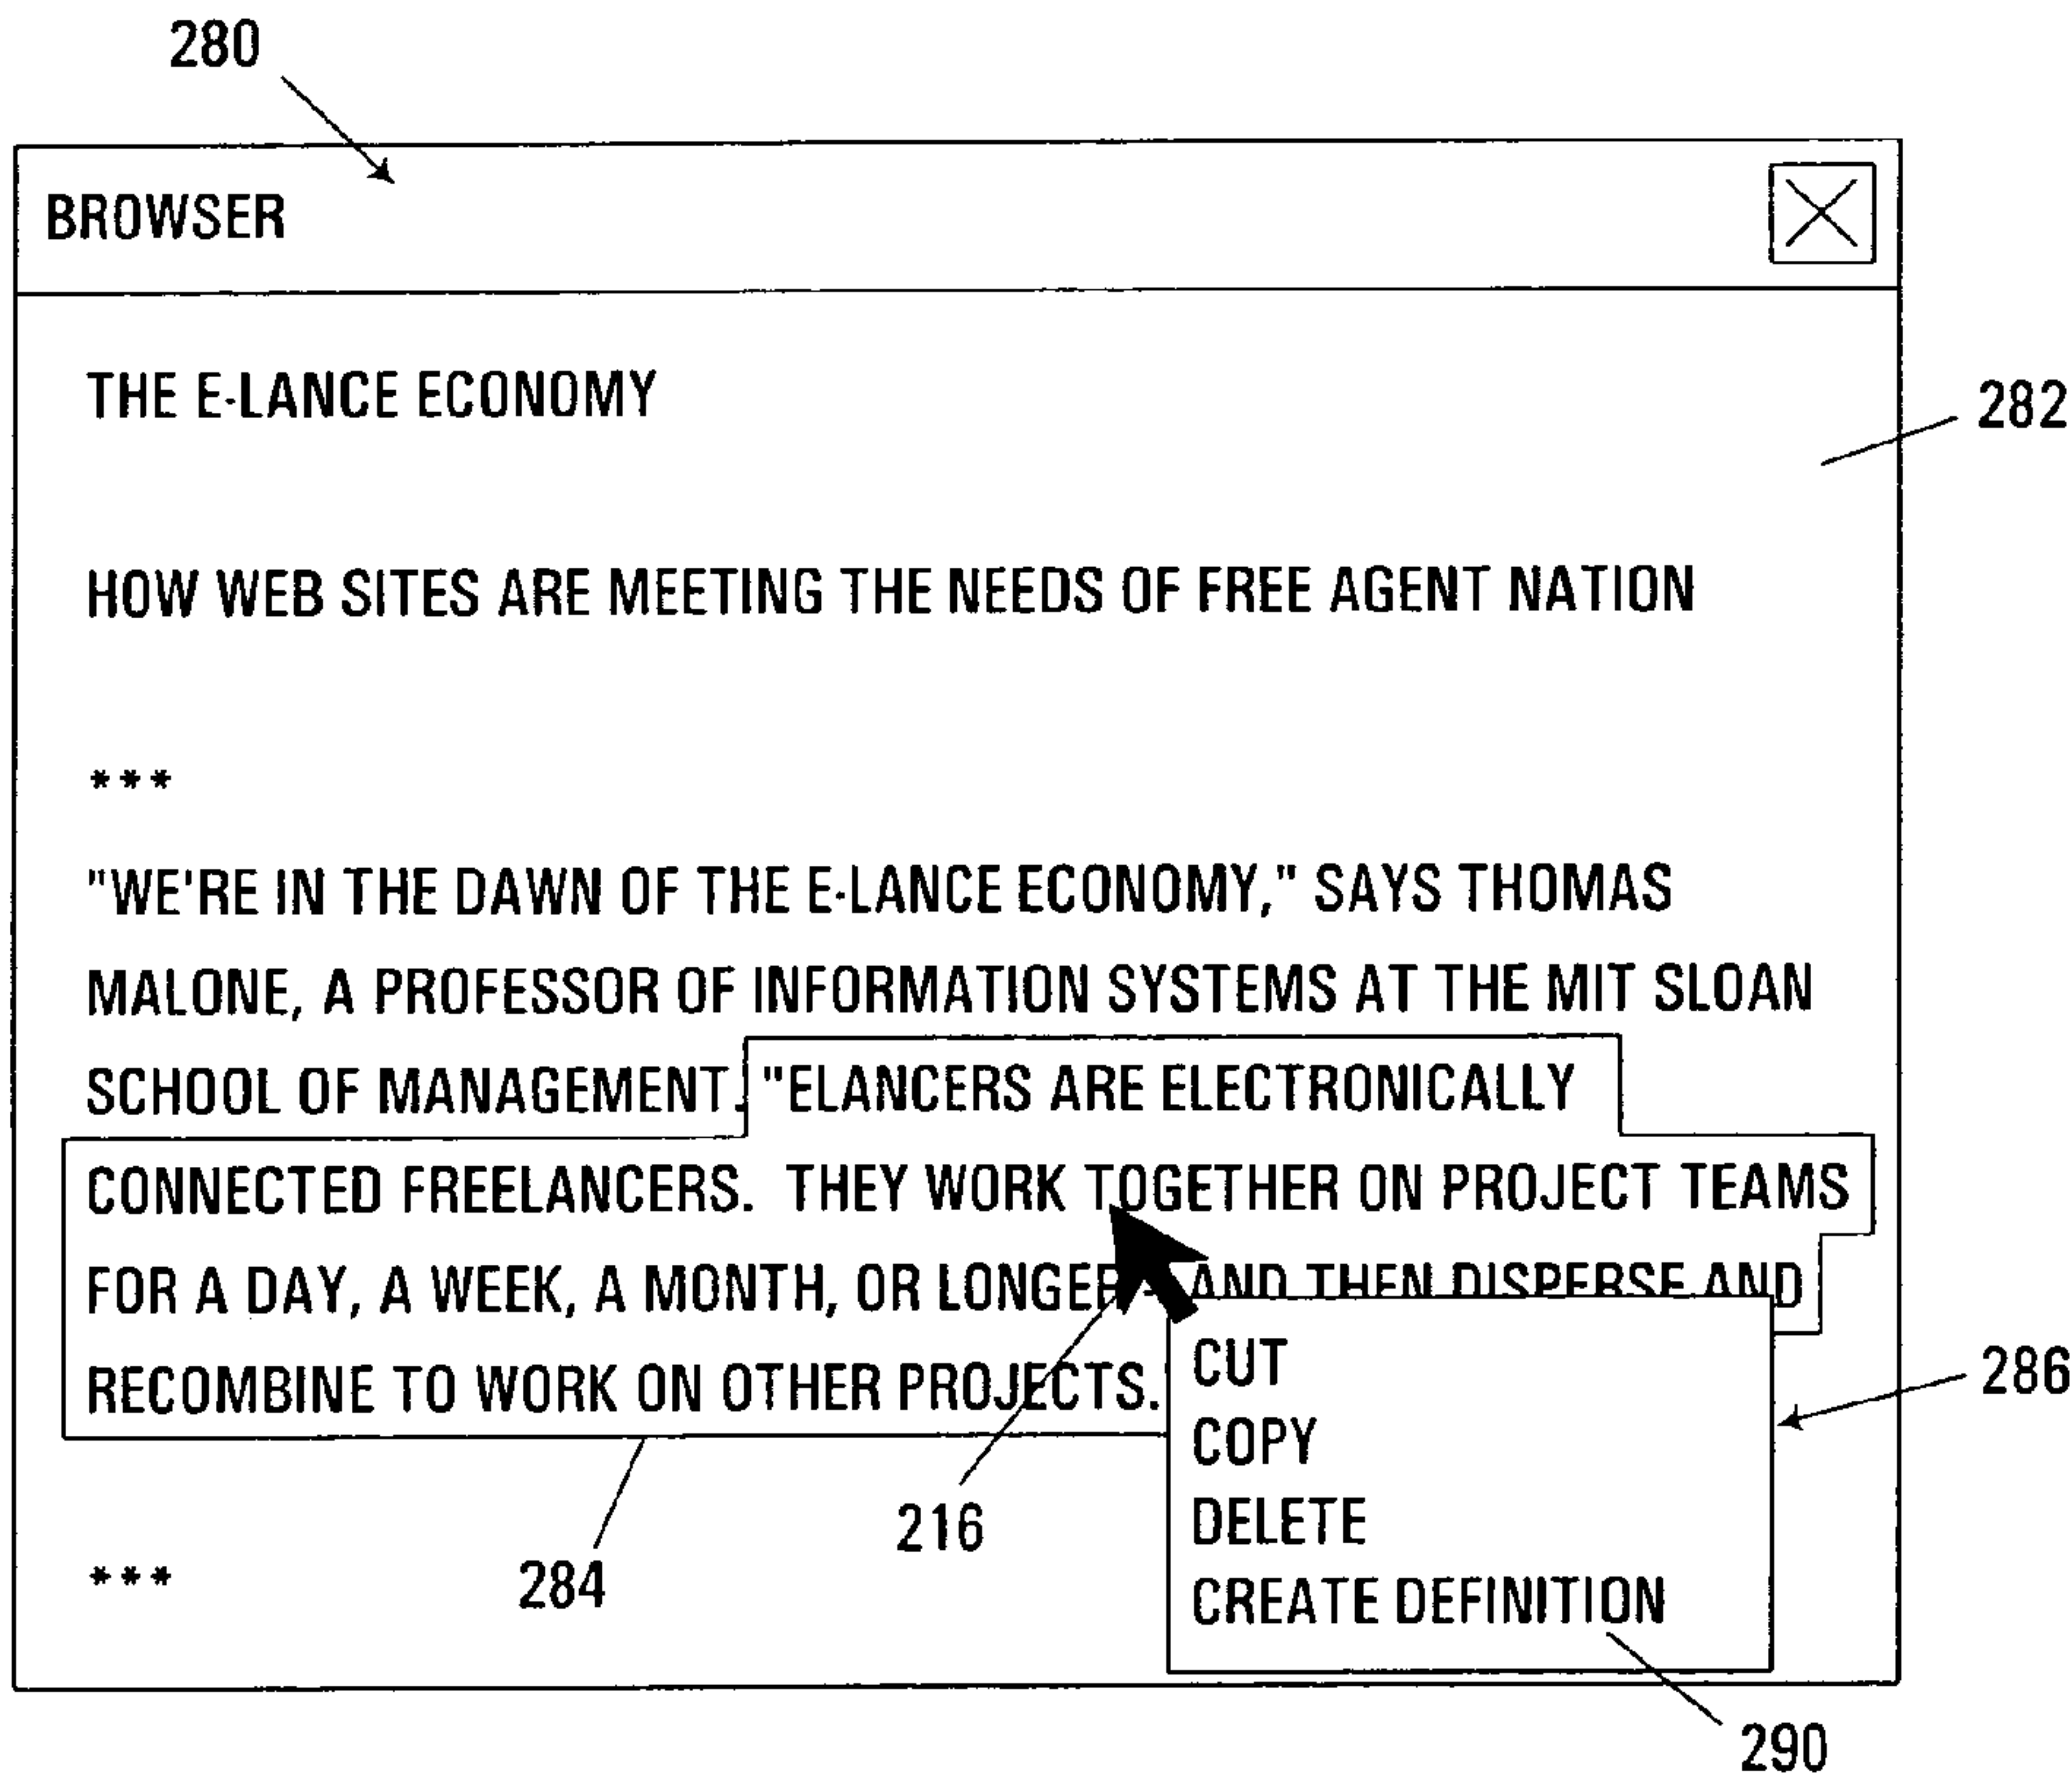 280
BROWSER
THE E-LANCE ECONOMY
282
HOW WEB SITES ARE MEETING THE NEEDS OF FREE AGENT NATION
***
"WE'RE IN THE DAWN OF THE E-LANCE ECONOMY," SAYS THOMAS
MALONE, A PROFESSOR OF INFORMATION SYSTEMS AT THE MIT SLOAN
SCHOOL OF MANAGEMENT. "ELANCERS ARE ELECTRONICALLY
CONNECTED FREELANCERS. THEY WORK TOGETHER ON PROJECT TEAMS
FOR A DAY, A WEEK, A MONTH, OR LONGER - AND THEN DISPERSE AND
RECOMBINE TO WORK ON OTHER PROJECTS.
CUT
COPY
DELETE
CREATE DEFINITION
286
216
284
***
290